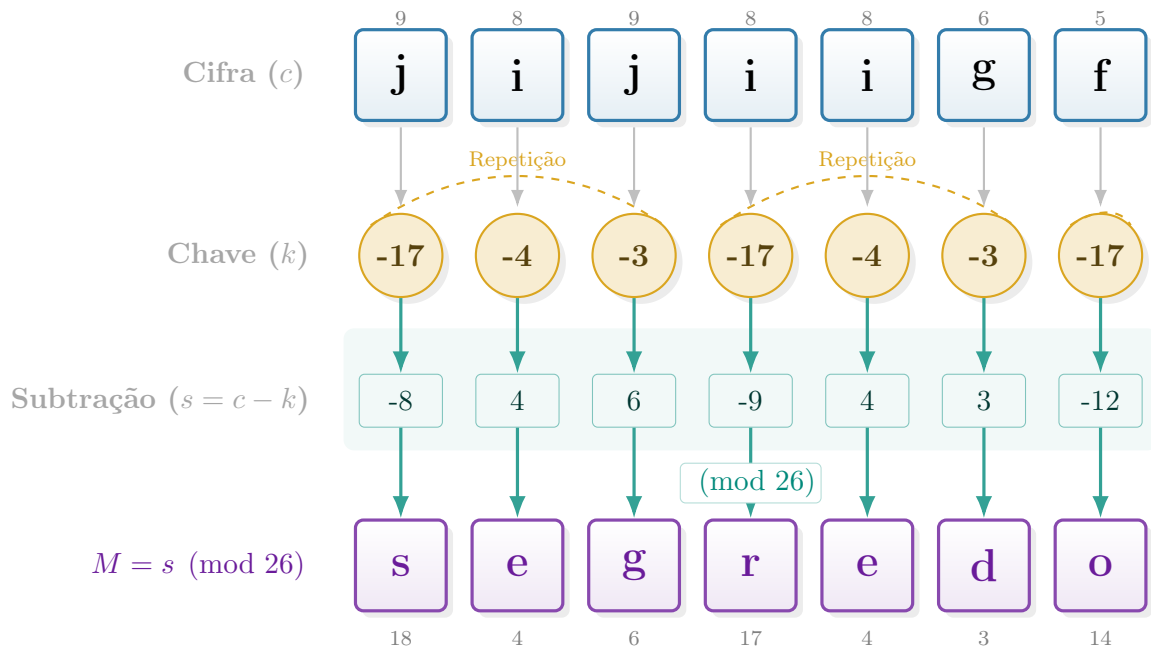 9 8 9 8 8 6 5
Cifra (c) j i j i i g f
Repetição Repetição
Chave (k) -17 -4 -3 -17 -4 -3 -17
Subtração (s = c − k) -8 4 6 -9 4 3 -12
(mod 26)
M = s (mod 26) s e g r e d o
18 4 6 17 4 3 14